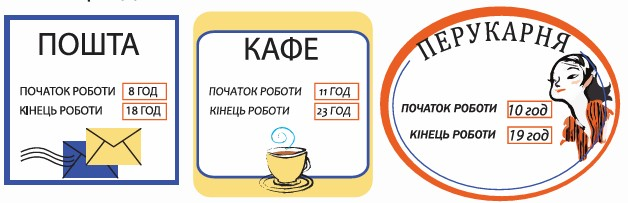 ПОШТА
ПОЧАТОК РОБОТИ 8 ГОД
КІНЕЦЬ РОБОТИ 18 ГОД
КАФЕ
ПОЧАТОК РОБОТИ 11 ГОД
КІНЕЦЬ РОБОТИ 23 ГОД
ПЕРУКАРНЯ
ПОЧАТОК РОБОТИ 10 год
КІНЕЦЬ РОБОТИ 19 год